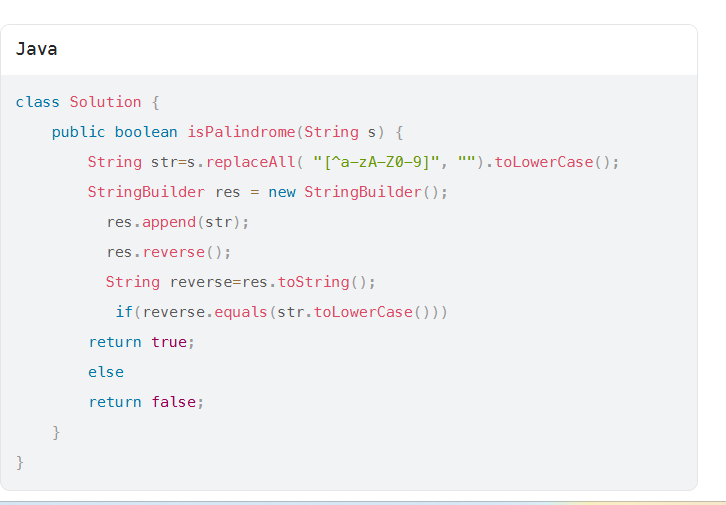 Java
class Solution {
    public boolean isPalindrome(String s) {
        String str=s.replaceAll( "[^a-zA-Z0-9]", "").toLowerCase();
        StringBuilder res = new StringBuilder();
          res.append(str);
          res.reverse();
          String reverse=res.toString();
           if(reverse.equals(str.toLowerCase()))
        return true;
        else
        return false;
    }
}